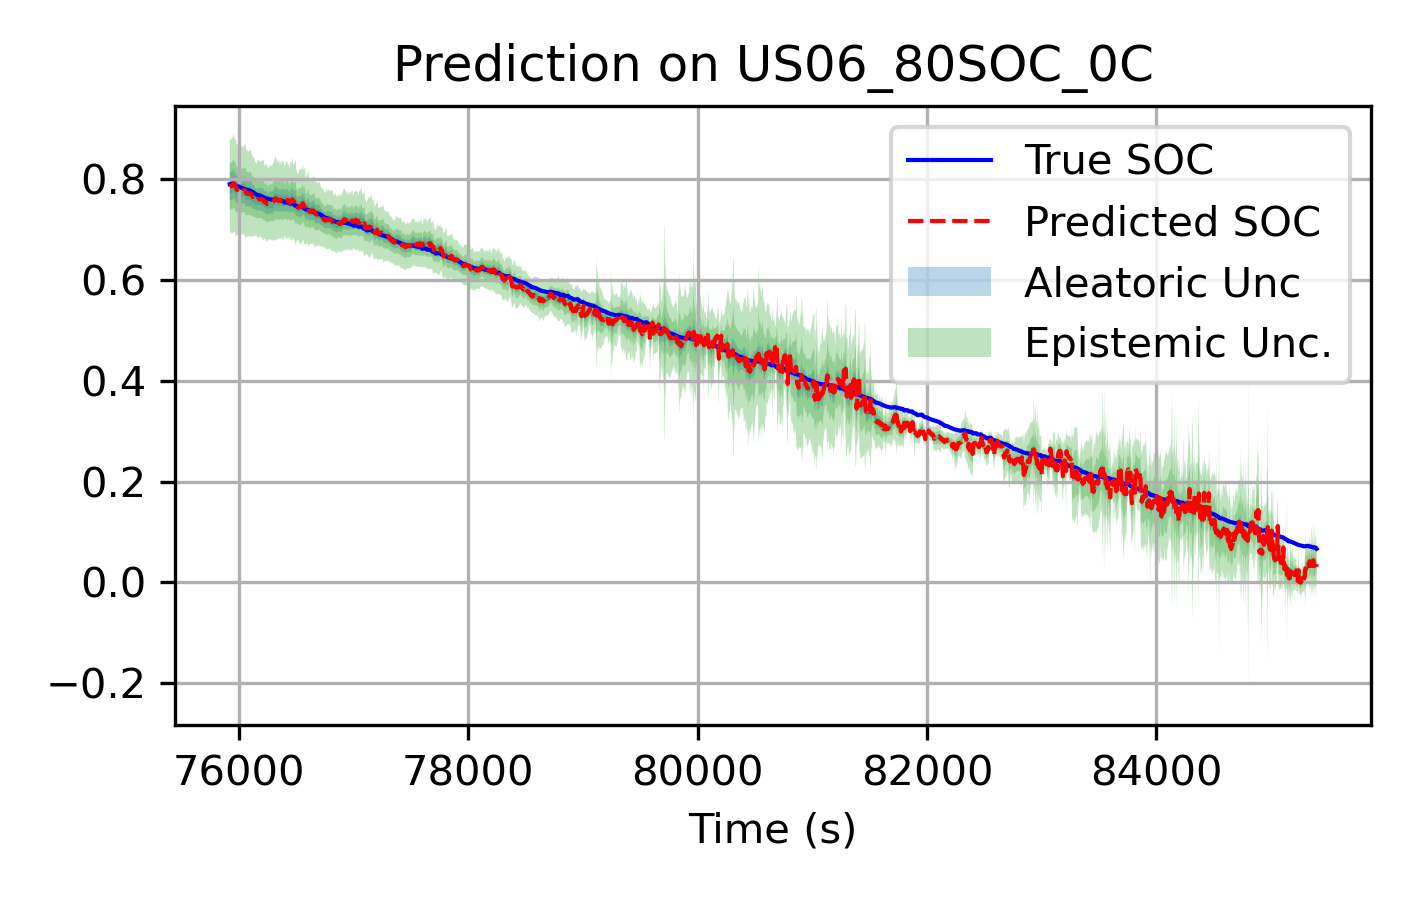 Prediction on US06_80SOC_0C
True SOC
Predicted SOC
Aleatoric Unc
Epistemic Unc.
0.8
0.6
0.4
0.2
0.0
−0.2
76000 78000 80000 82000 84000
Time (s)